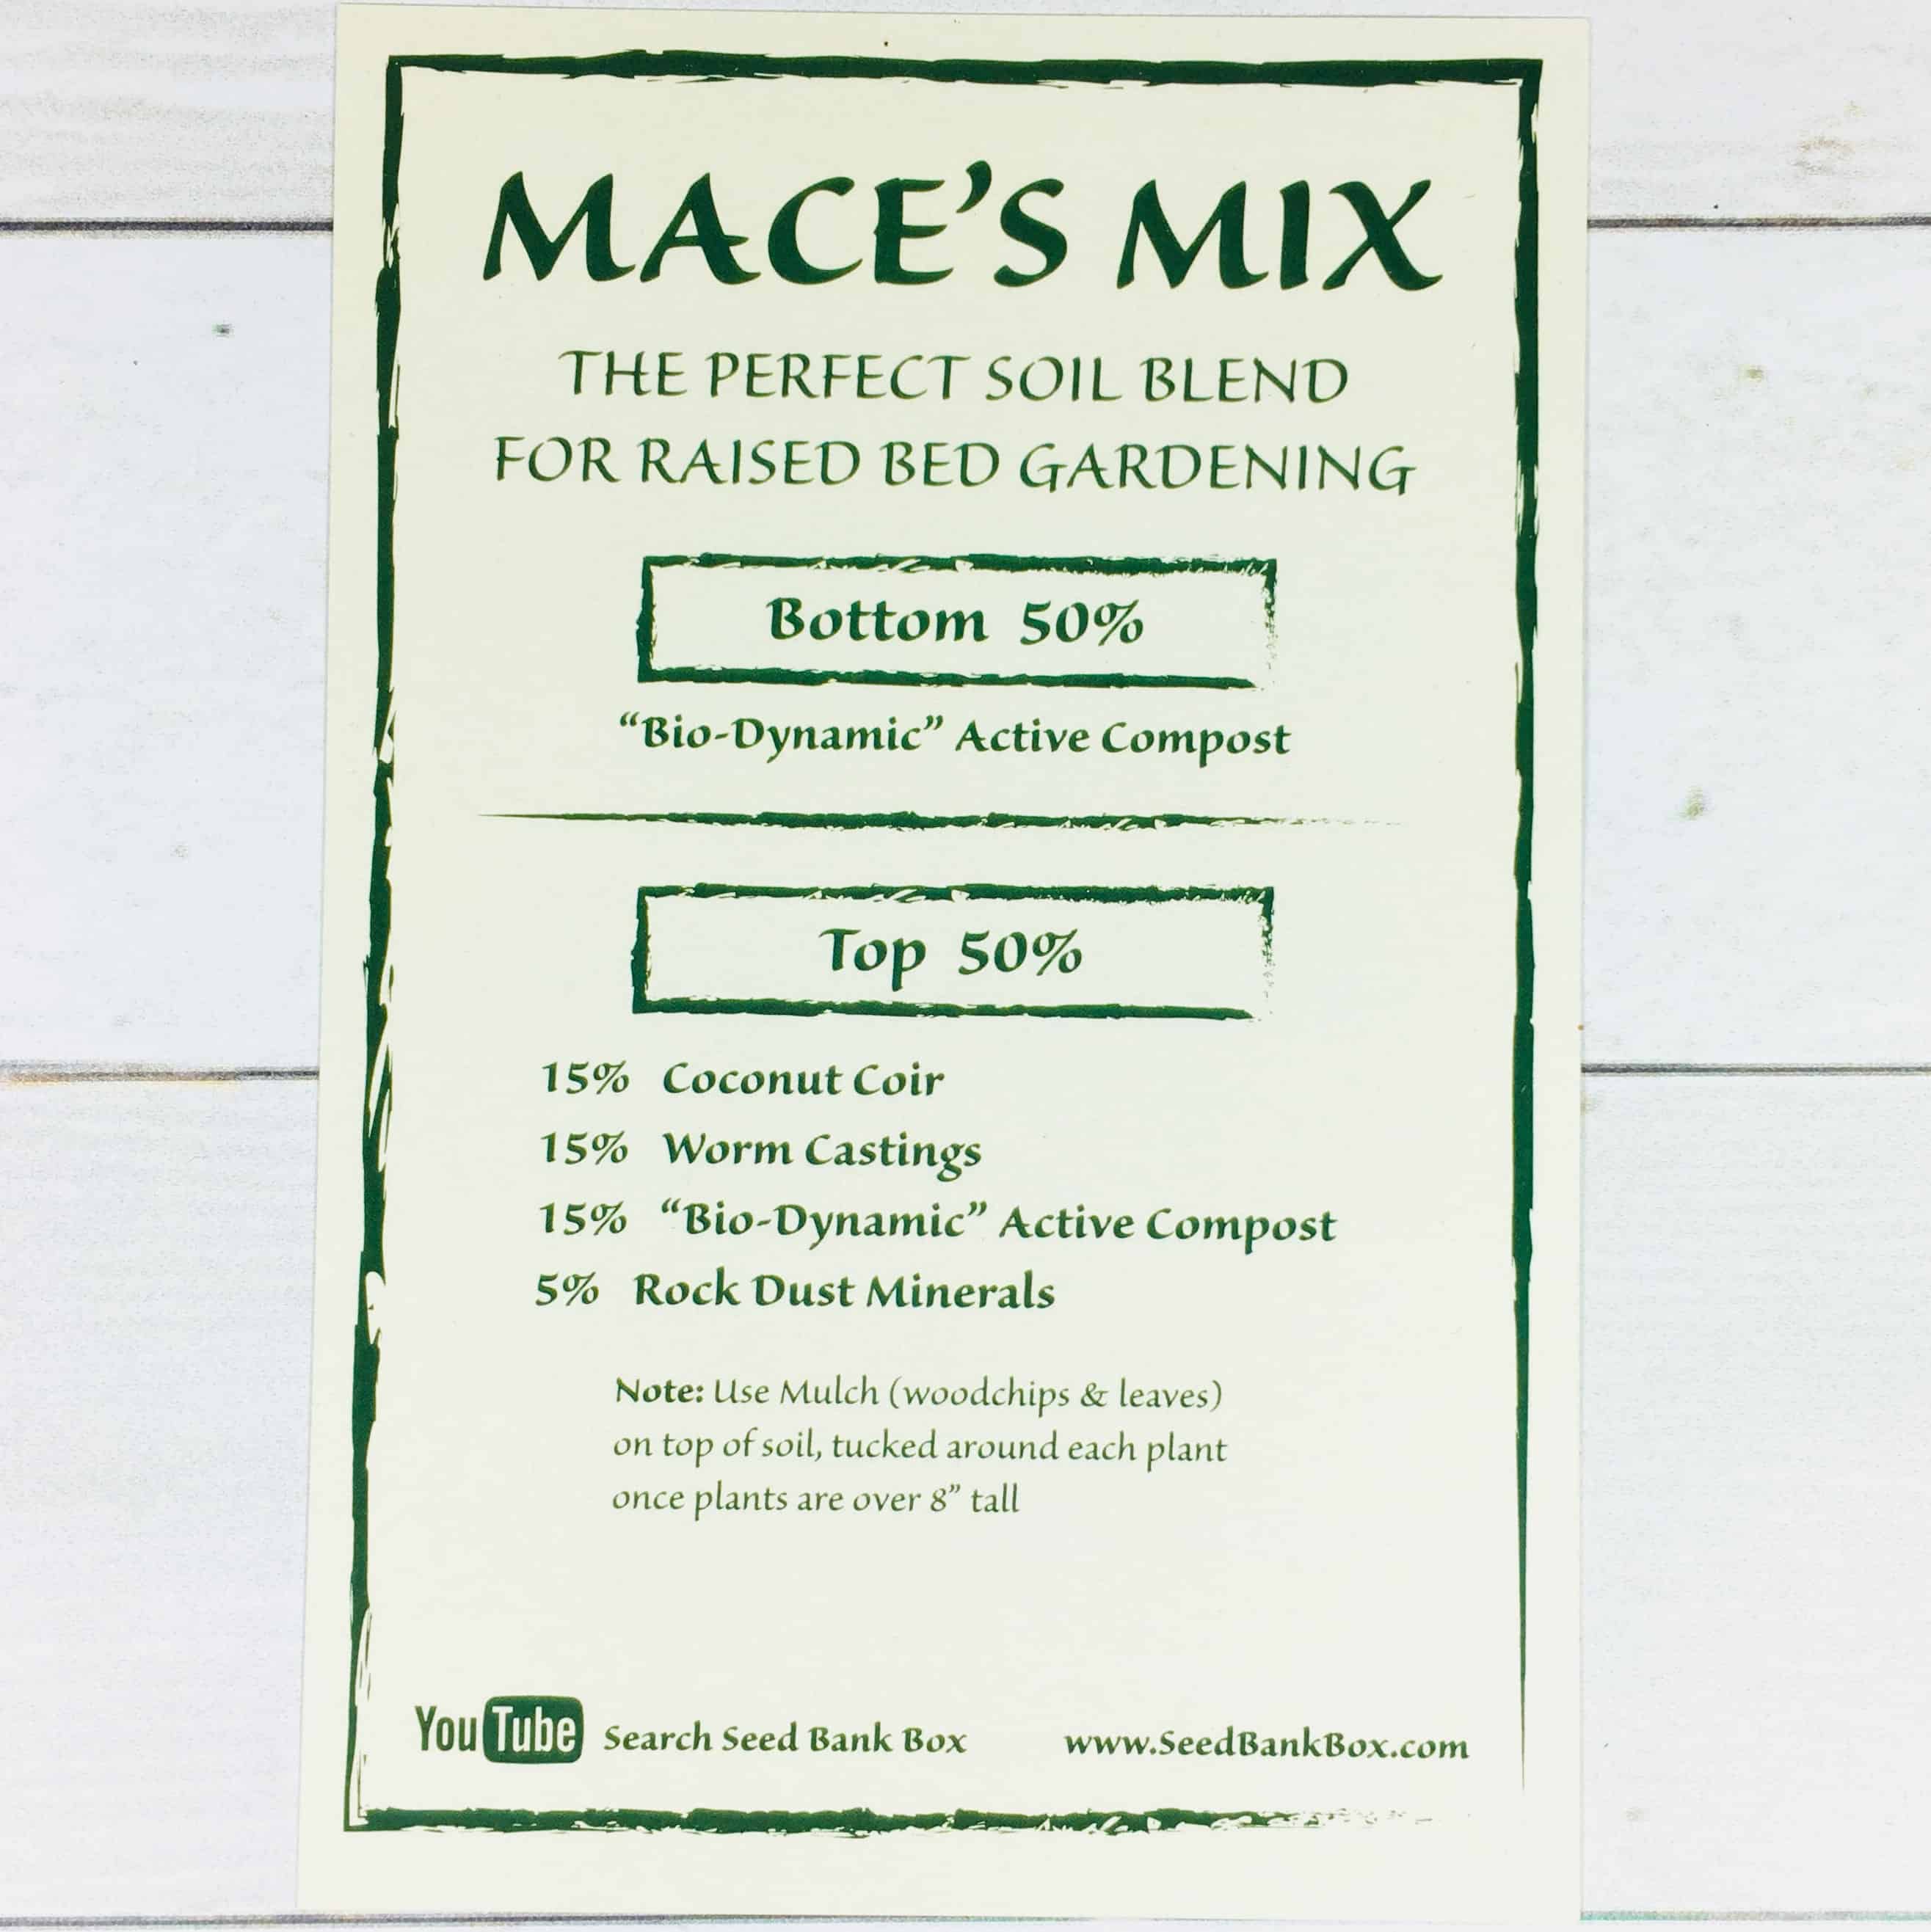 MACE'S MIX
THE PERFECT SOIL BLEND
FOR RAISED BED GARDENING
Bottom 50%
“Bio-Dynamic” Active Compost
Top 50%
15% Coconut Coir
15% Worm Castings
15% “Bio-Dynamic” Active Compost
5% Rock Dust Minerals
Note: Use Mulch (woodchips & leaves)
on top of soil, tucked around each plant
once plants are over 8” tall
YouTube Search Seed Bank Box www.SeedBankBox.com